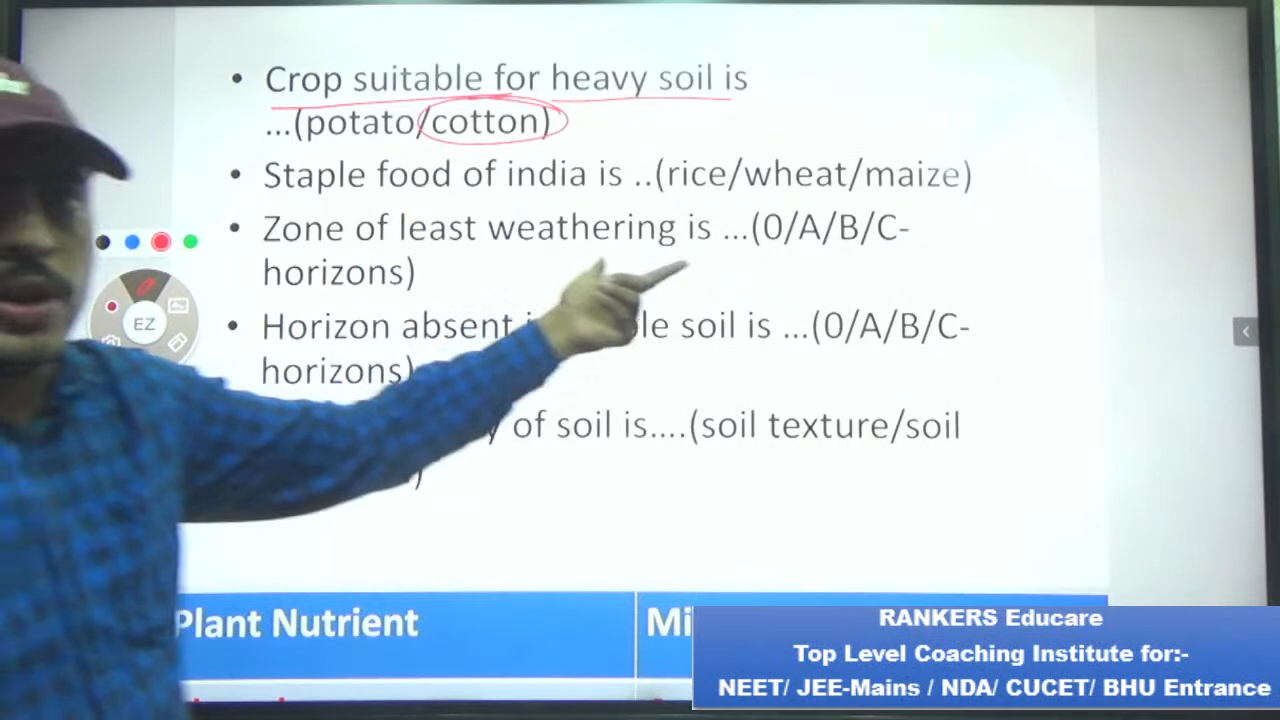 • Crop suitable for heavy soil is
...(potato/cotton)
• Staple food of india is ..(rice/wheat/maize)
• Zone of least weathering is ...(0/A/B/C-
horizons)
• Horizon absent soil is ...(0/A/B/C-
horizons)
of soil is....(soil texture/soil
EZ
Plant Nutrient
RANKERS Educare
Top Level Coaching Institute for:-
NEET/ JEE-Mains / NDA/ CUCET/ BHU Entrance